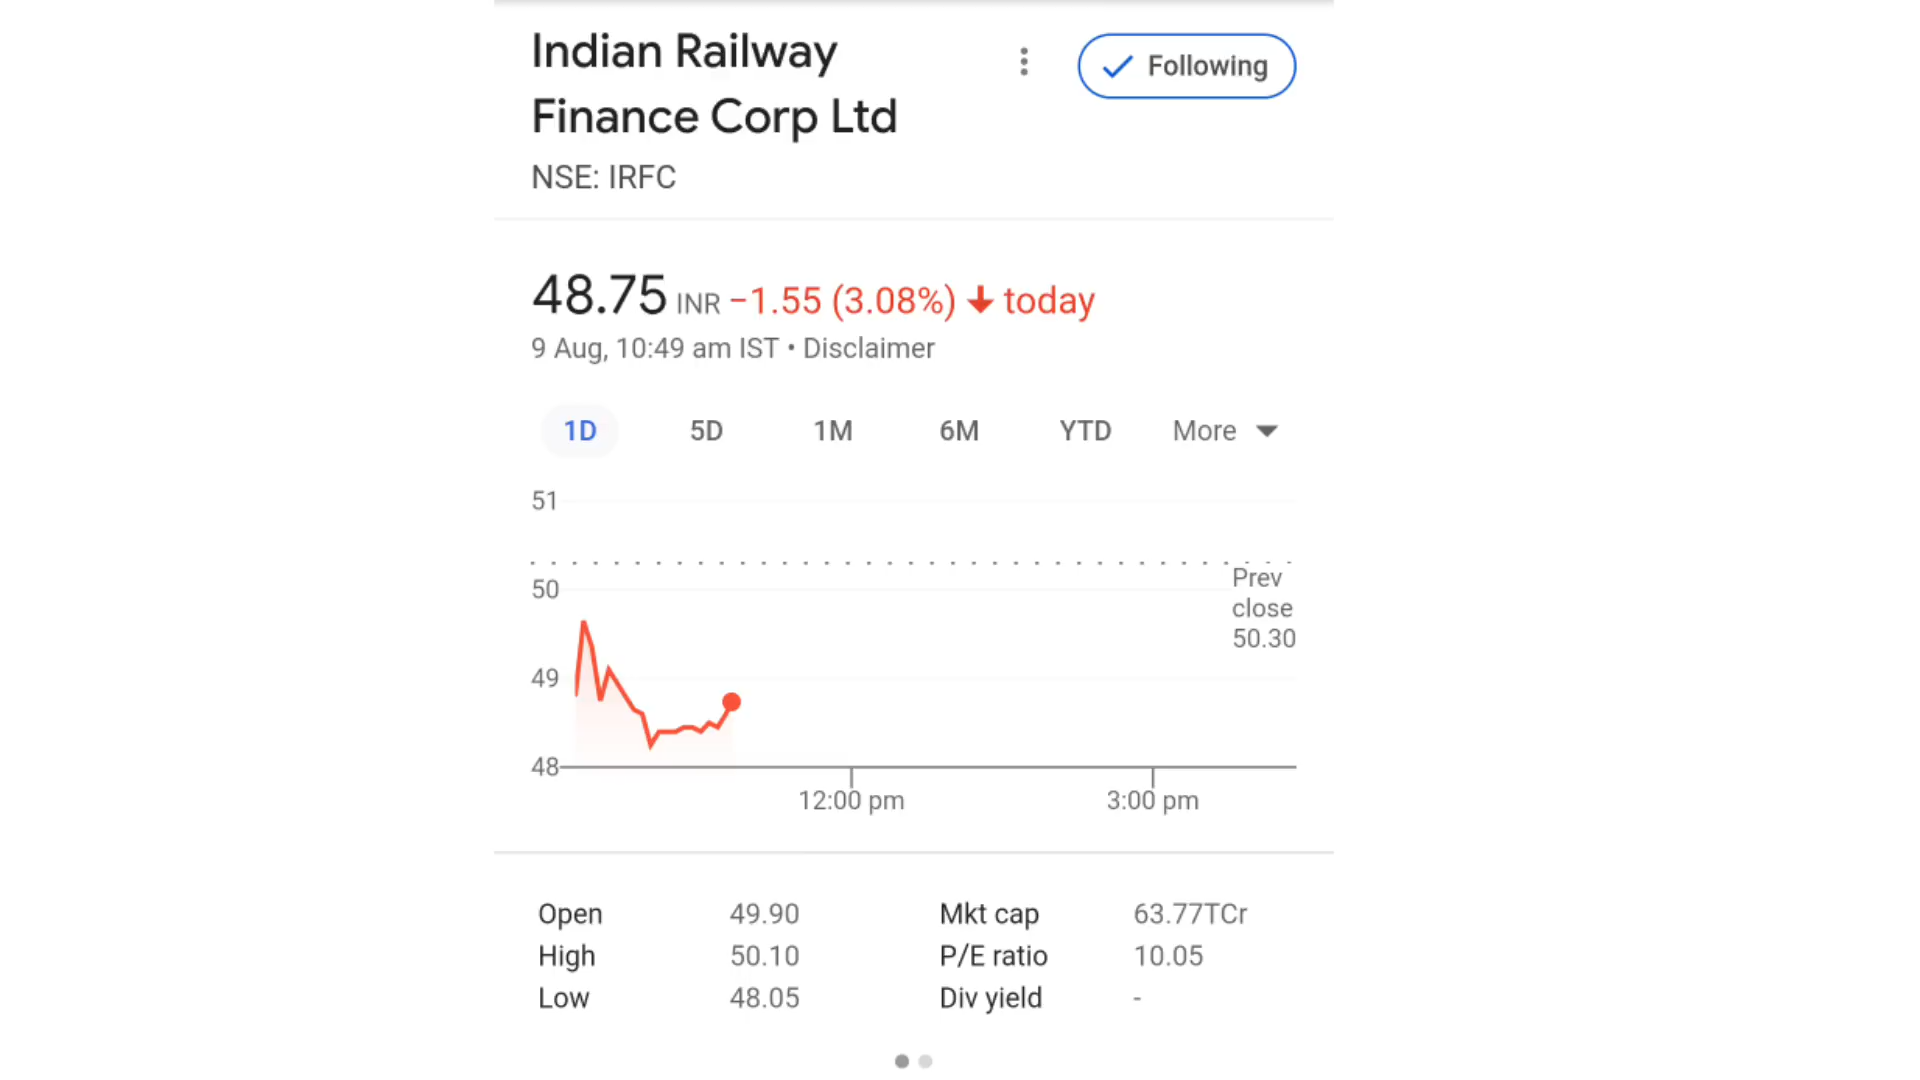 Indian Railway
Finance Corp Ltd
Following
NSE: IRFC
48.75 INR −1.55 (3.08%) ↓ today
9 Aug, 10:49 am IST • Disclaimer
1D 5D 1M 6M YTD More
51
50
49
48
Prev
close
50.30
12:00 pm 3:00 pm
Open 49.90 Mkt cap 63.77TCr
High 50.10 P/E ratio 10.05
Low 48.05 Div yield -